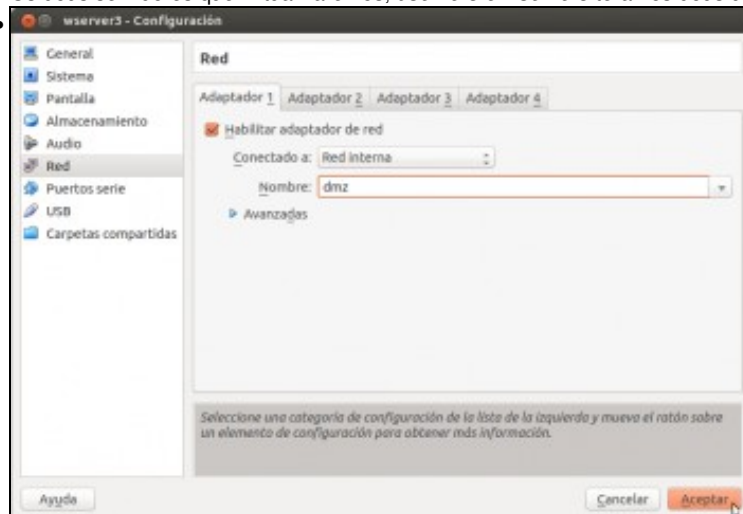 wserver3 - Configuración
General
Sistema
Pantalla
Almacenamiento
Audio
Red
Puertos serie
USB
Carpetas compartidas
Red
Adaptador 1 Adaptador 2 Adaptador 3 Adaptador 4
Habilitar adaptador de red
Conectado a: Red interna
Nombre: dmz
Avanzadas
Seleccione una categoría de configuración de la lista de la izquierda y mueva el ratón sobre
un elemento de configuración para obtener más información.
Ayuda Cancelar Aceptar